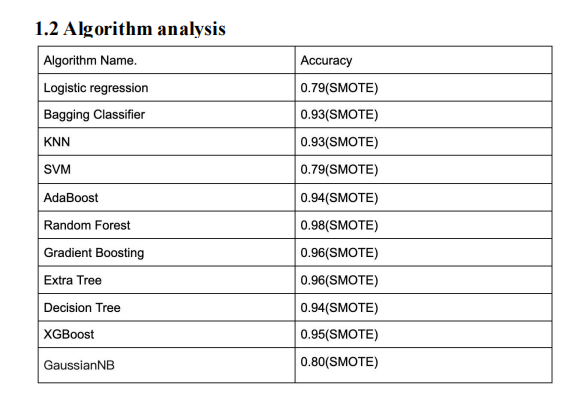 1.2 Algorithm analysis
Algorithm Name. Accuracy
Logistic regression 0.79(SMOTE)
Bagging Classifier 0.93(SMOTE)
KNN 0.93(SMOTE)
SVM 0.79(SMOTE)
AdaBoost 0.94(SMOTE)
Random Forest 0.98(SMOTE)
Gradient Boosting 0.96(SMOTE)
Extra Tree 0.96(SMOTE)
Decision Tree 0.94(SMOTE)
XGBoost 0.95(SMOTE)
GaussianNB 0.80(SMOTE)